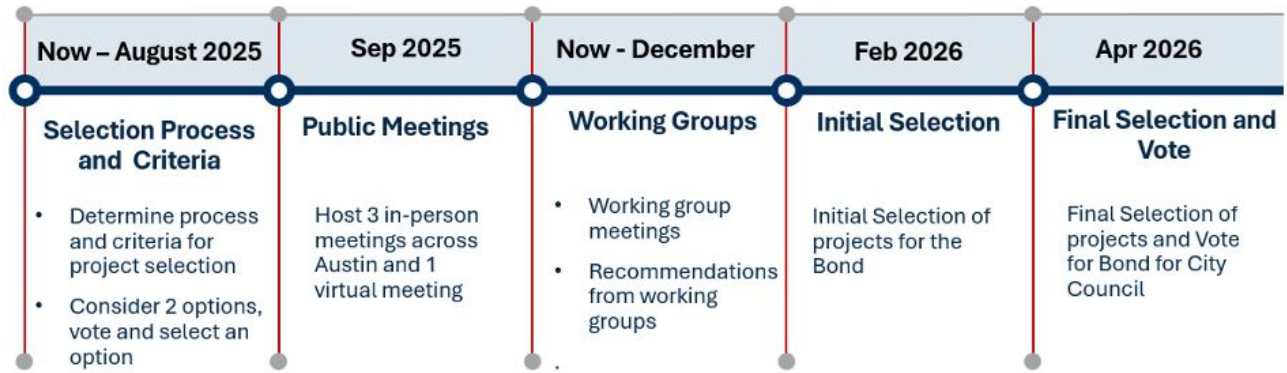 Now – August 2025
Selection Process
and Criteria
• Determine process
and criteria for
project selection
• Consider 2 options,
vote and select an
option
Sep 2025
Public Meetings
Host 3 in-person
meetings across
Austin and 1
virtual meeting
Now - December
Working Groups
• Working group
meetings
• Recommendations
from working
groups
.
Feb 2026
Initial Selection
Initial Selection of
projects for the
Bond
Apr 2026
Final Selection and
Vote
Final Selection of
projects and Vote
for Bond for City
Council